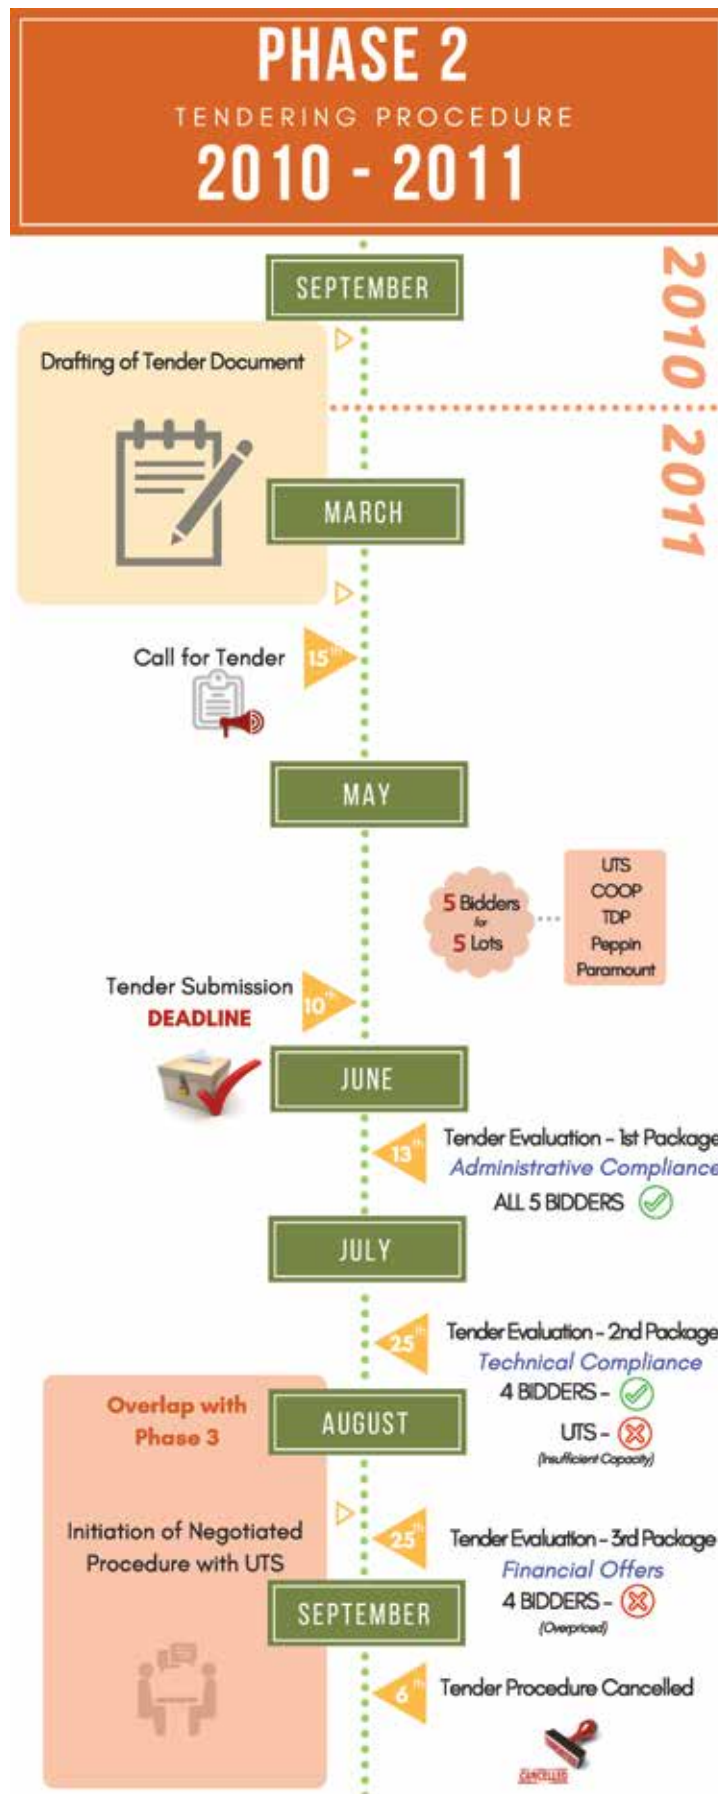 PHASE 2
TENDERING PROCEDURE
2010 - 2011
SEPTEMBER
2010
Drafting of Tender Document
2011
MARCH
Call for Tender
15th
MAY
5 Bidders
for
5 Lots
UTS
COOP
TDP
Peppin
Paramount
Tender Submission
DEADLINE
10th
JUNE
13th
Tender Evaluation - 1st Package
Administrative Compliance
ALL 5 BIDDERS
JULY
25th
Tender Evaluation - 2nd Package
Technical Compliance
4 BIDDERS -
UTS -
(Insufficient Capacity)
Overlap with
Phase 3
AUGUST
Initiation of Negotiated
Procedure with UTS
25th
Tender Evaluation - 3rd Package
Financial Offers
4 BIDDERS -
(Overpriced)
SEPTEMBER
6th
Tender Procedure Cancelled
CANCELLED